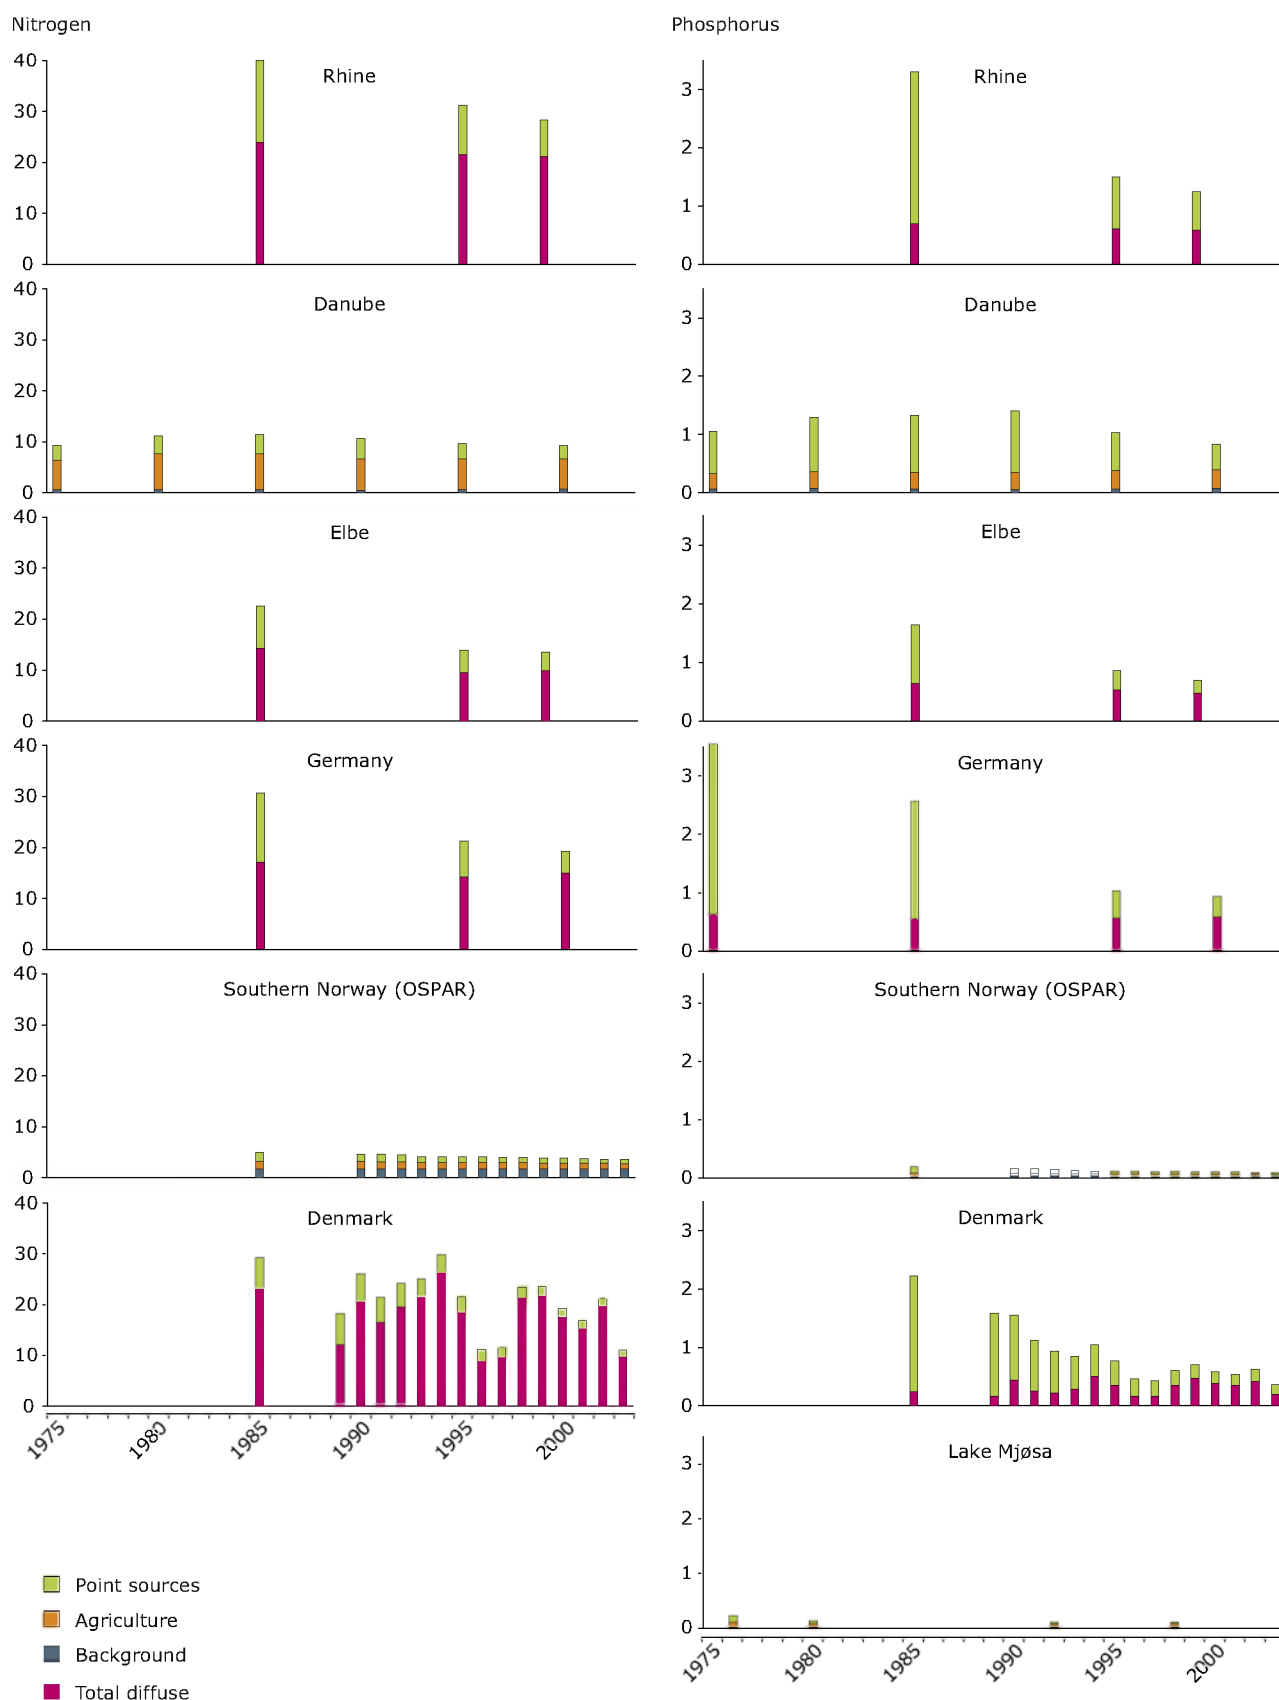 Nitrogen
Rhine
40
30
20
10
0
Danube
40
30
20
10
0
Elbe
40
30
20
10
0
Germany
40
30
20
10
0
Southern Norway (OSPAR)
40
30
20
10
0
Denmark
40
30
20
10
0
1975 1980 1985 1990 1995 2000
Phosphorus
Rhine
3
2
1
0
Danube
3
2
1
0
Elbe
3
2
1
0
Germany
3
2
1
0
Southern Norway (OSPAR)
3
2
1
0
Denmark
3
2
1
0
Lake Mjøsa
3
2
1
0
1975 1980 1985 1990 1995 2000
Point sources
Agriculture
Background
Total diffuse